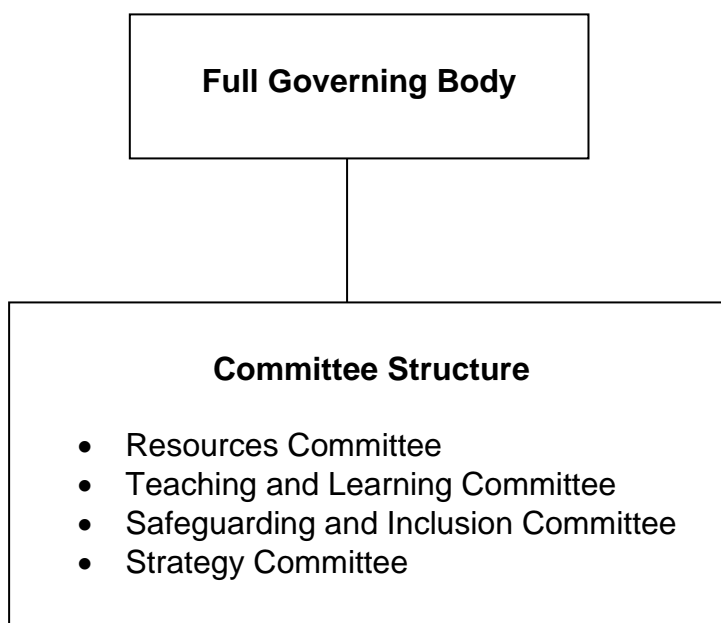 Full Governing Body
Committee Structure
• Resources Committee
• Teaching and Learning Committee
• Safeguarding and Inclusion Committee
• Strategy Committee